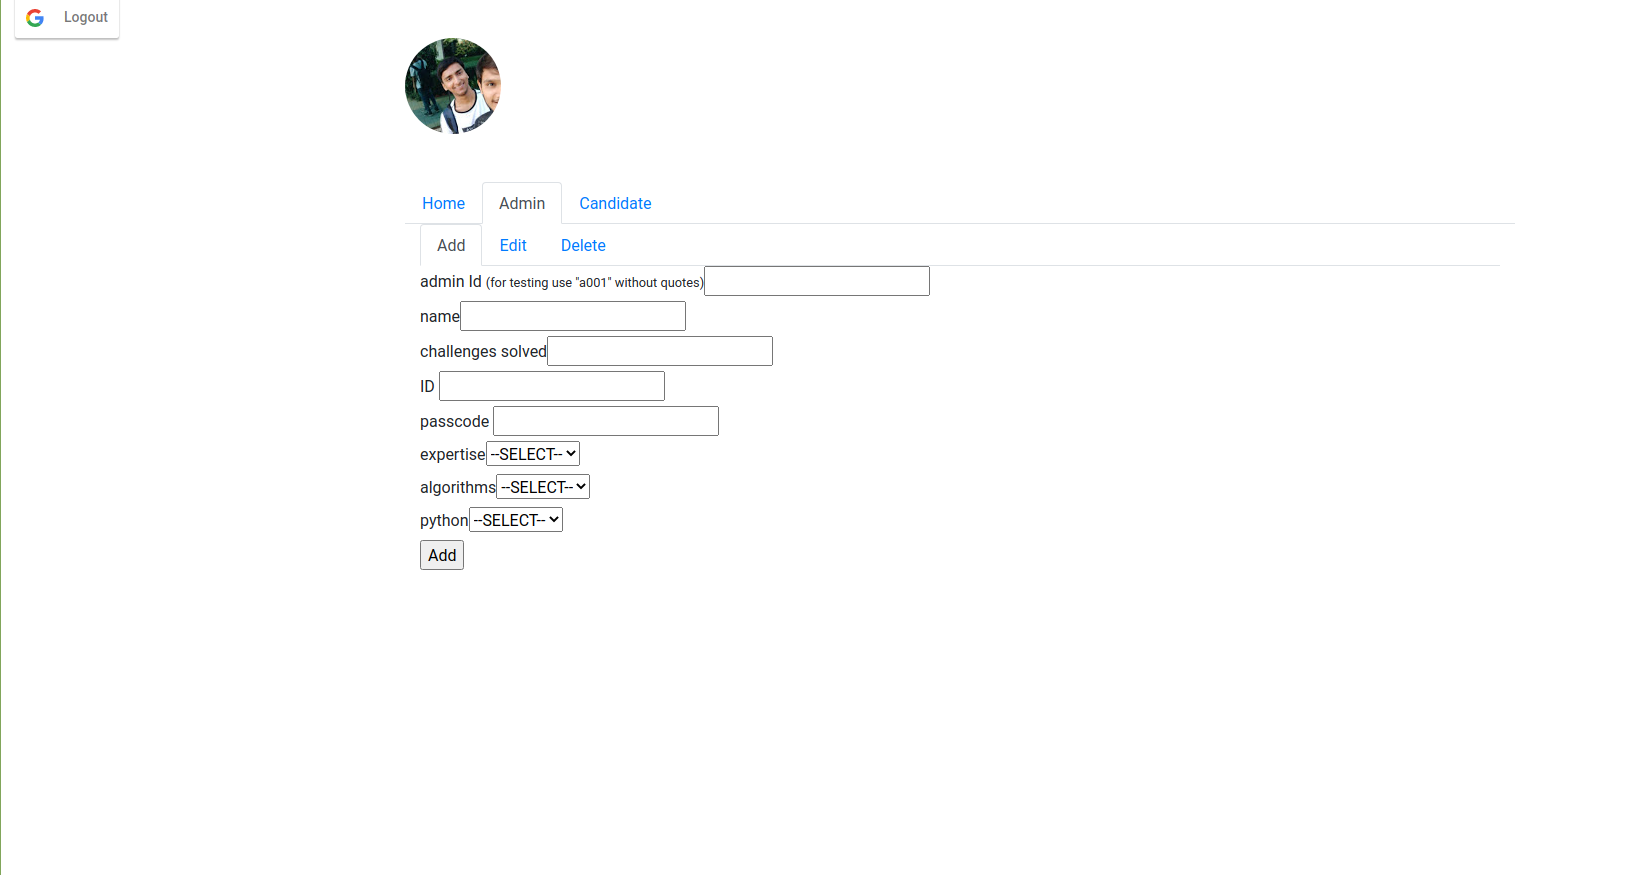 Logout
Home Admin Candidate
Add Edit Delete
admin Id (for testing use "a001" without quotes)
name
challenges solved
ID
passcode
expertise --SELECT--
algorithms --SELECT--
python --SELECT--
Add